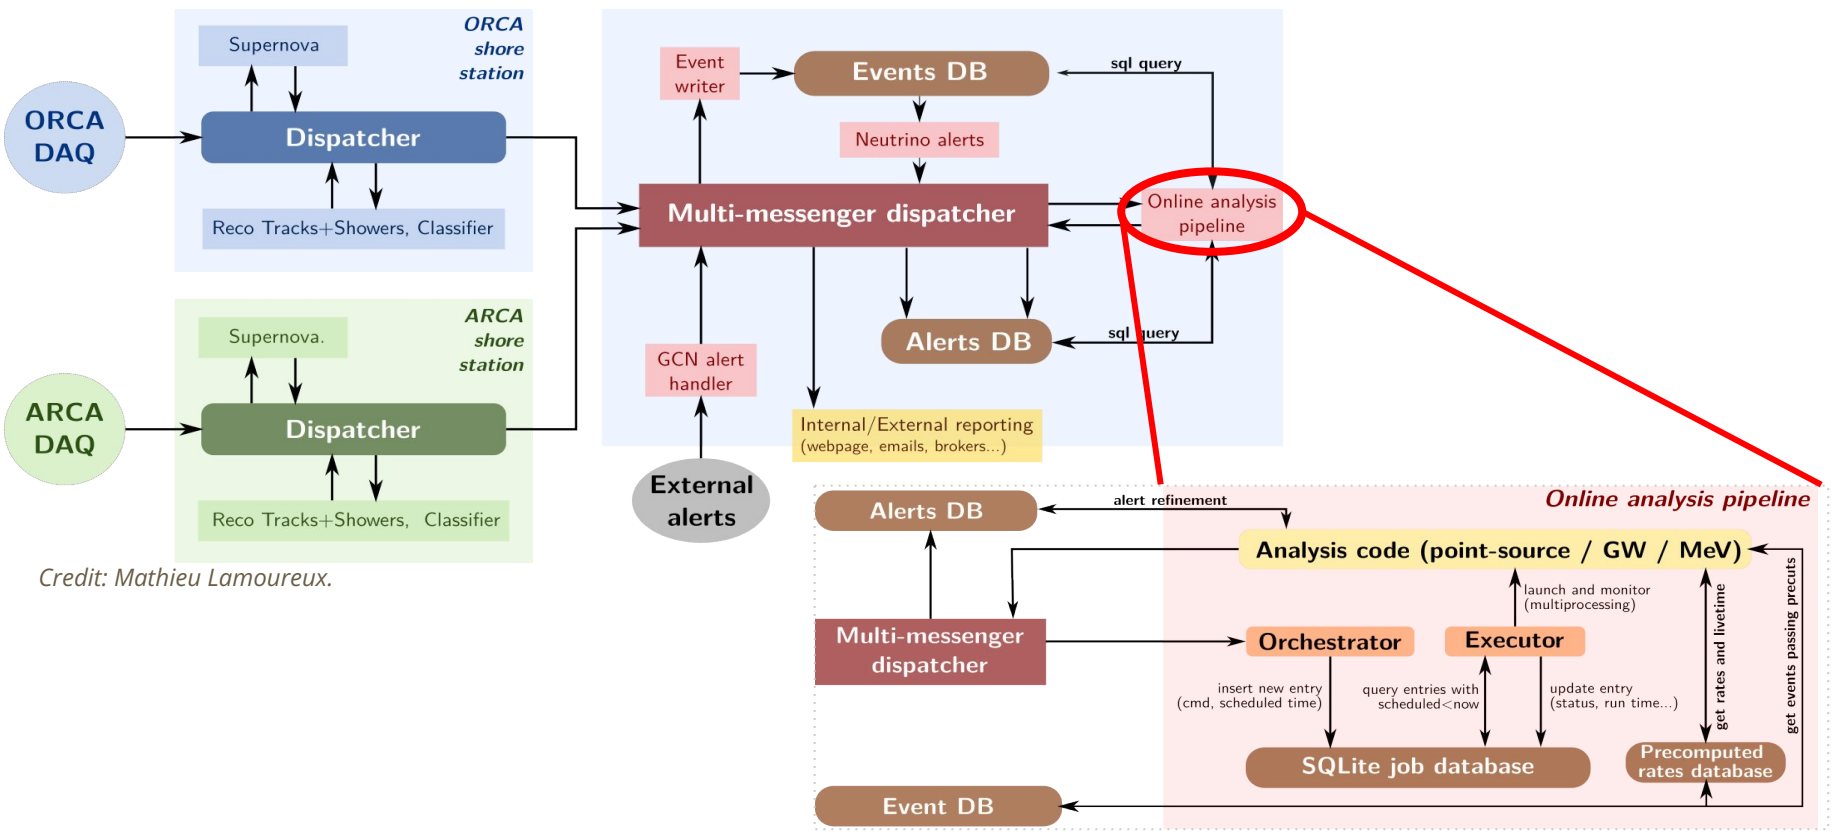 ORCA
shore
station
Supernova
ORCA
DAQ
Dispatcher
Reco Tracks+Showers, Classifier
ARCA
shore
station
Supernova.
ARCA
DAQ
Dispatcher
Reco Tracks+Showers, Classifier
Credit: Mathieu Lamoureux.
Event
writer
Events DB
sql query
Neutrino alerts
Multi-messenger dispatcher
Online analysis
pipeline
Alerts DB
sql query
GCN alert
handler
Internal/External reporting
(webpage, emails, brokers...)
External
alerts
Online analysis pipeline
Alerts DB
alert refinement
Analysis code (point-source / GW / MeV)
launch and monitor
(multiprocessing)
Multi-messenger
dispatcher
Orchestrator
Executor
insert new entry
(cmd, scheduled time)
query entries with
scheduled<now
update entry
(status, run time...)
get rates and livetime
get events passing precuts
SQLite job database
Precomputed
rates database
Event DB